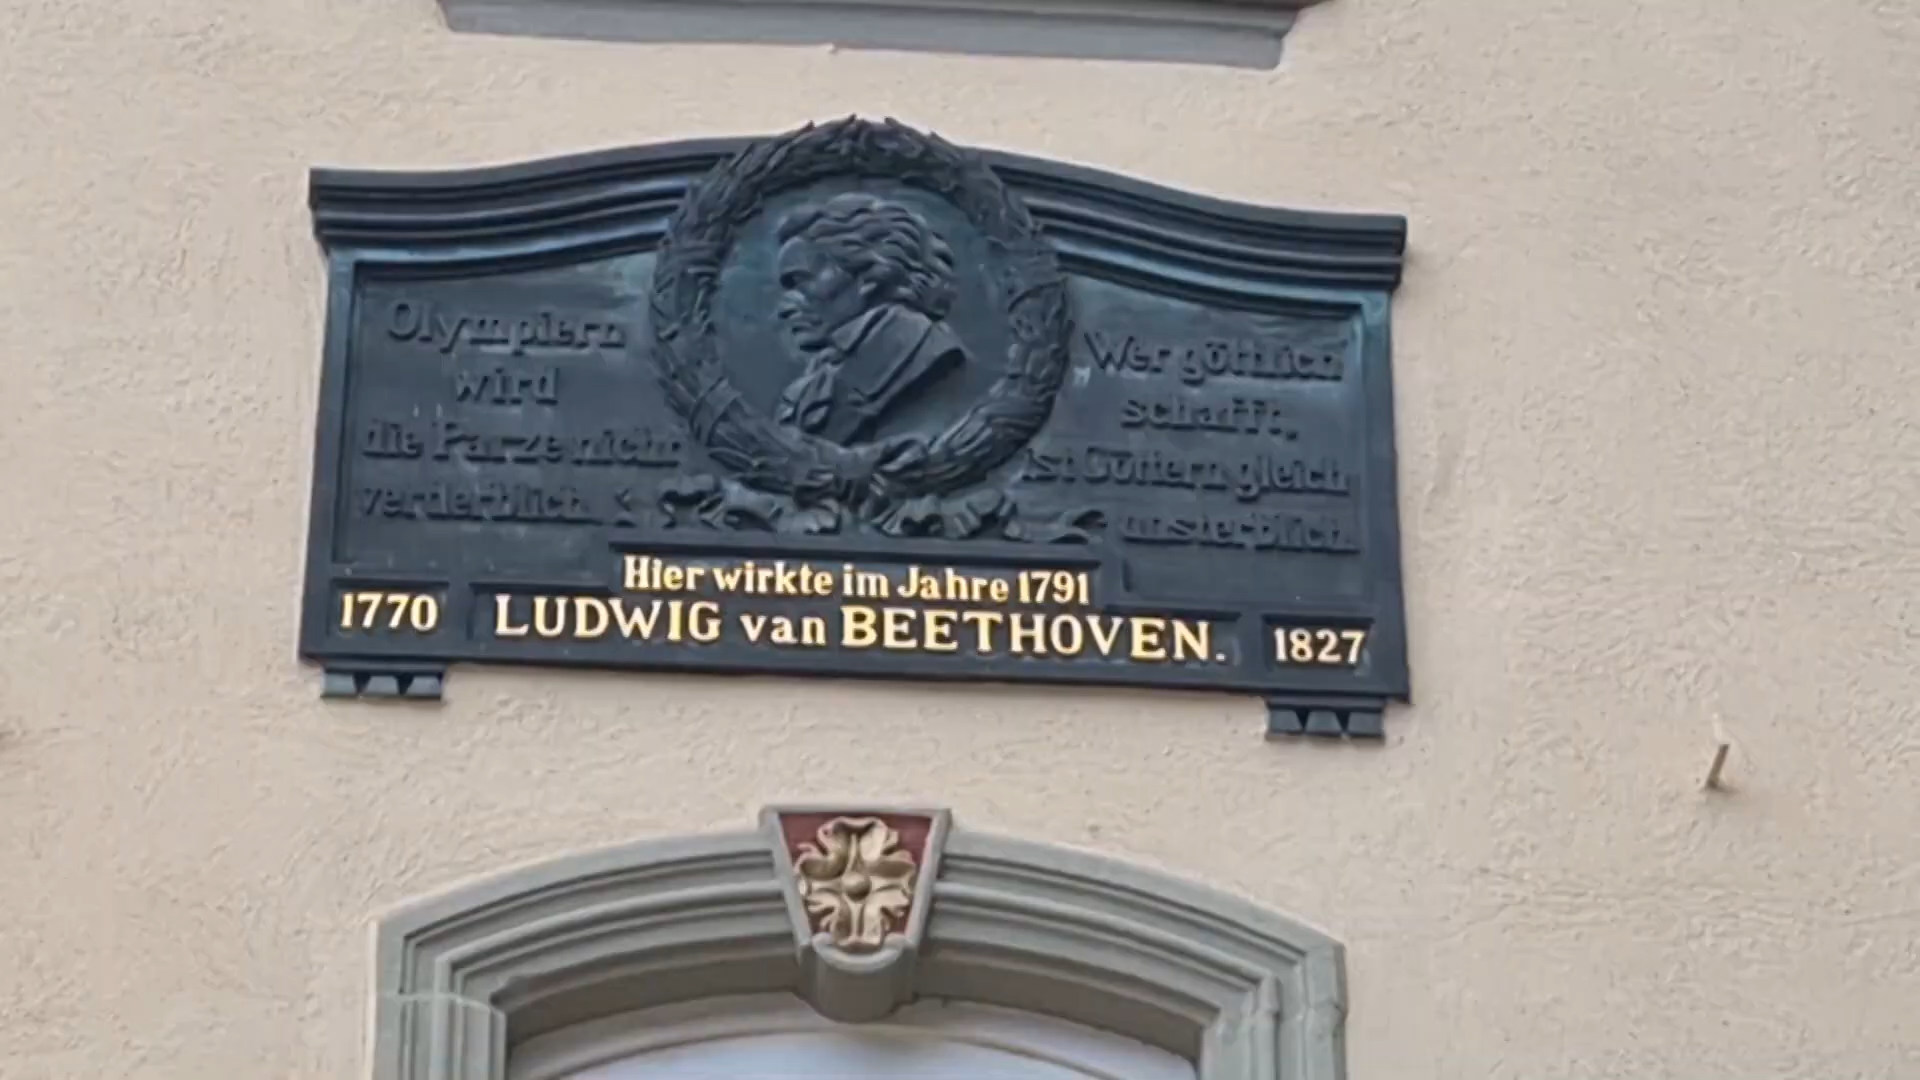 Olympiern
wird
die Parze nicht
verderblich.
Wer göttlich
schafft,
ist Göttern gleich
unsterblich.
Hier wirkte im Jahre 1791
1770
LUDWIG van BEETHOVEN.
1827